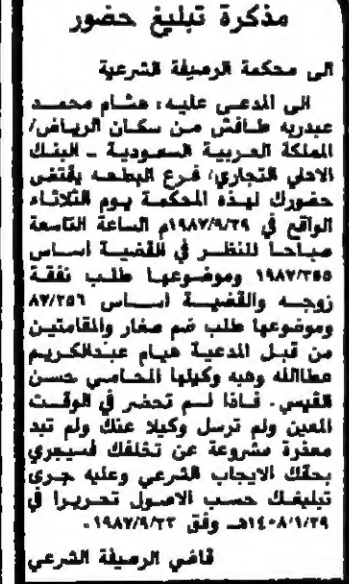 مذكرة تبليغ حضور
الى محكمة الرصيفة الشرعية
الى المدعى عليه، هشام محمد
عبدربه طافش من سكان الرياض/
المملكة العربية السعودية - البنك
الاهلي التجاري/ فرع البطحه يقتضي
حضورك لهذه المحكمة يوم الثلاثاء
الواقع في ١٩٨٧/٩/٢٩م الساعة التاسعة
صباحاً للنظر في القضية اساس
١٩٨٧/٢٥٥ وموضوعها طلب نفقة
زوجه والقضية اساس ٨٧/٢٥٦
وموضوعها طلب ضم صغار والمقامتين
من قبل المدعية هيام عبدالكريم
عطاالله وهبه وكيلها المحامي حسن
القيسي. فاذا لم تحضر في الوقت
المعين ولم ترسل وكيلا عنك ولم تبد
معذرة مشروعة عن تخلفك فسيجري
بحقك الايجاب الشرعي وعليه جرى
تبليغك حسب الاصول تحريرا في
١٤٠٨/١/٢٩هـ وفق ١٩٨٧/٩/٢٢.
قاضي الرصيفة الشرعي